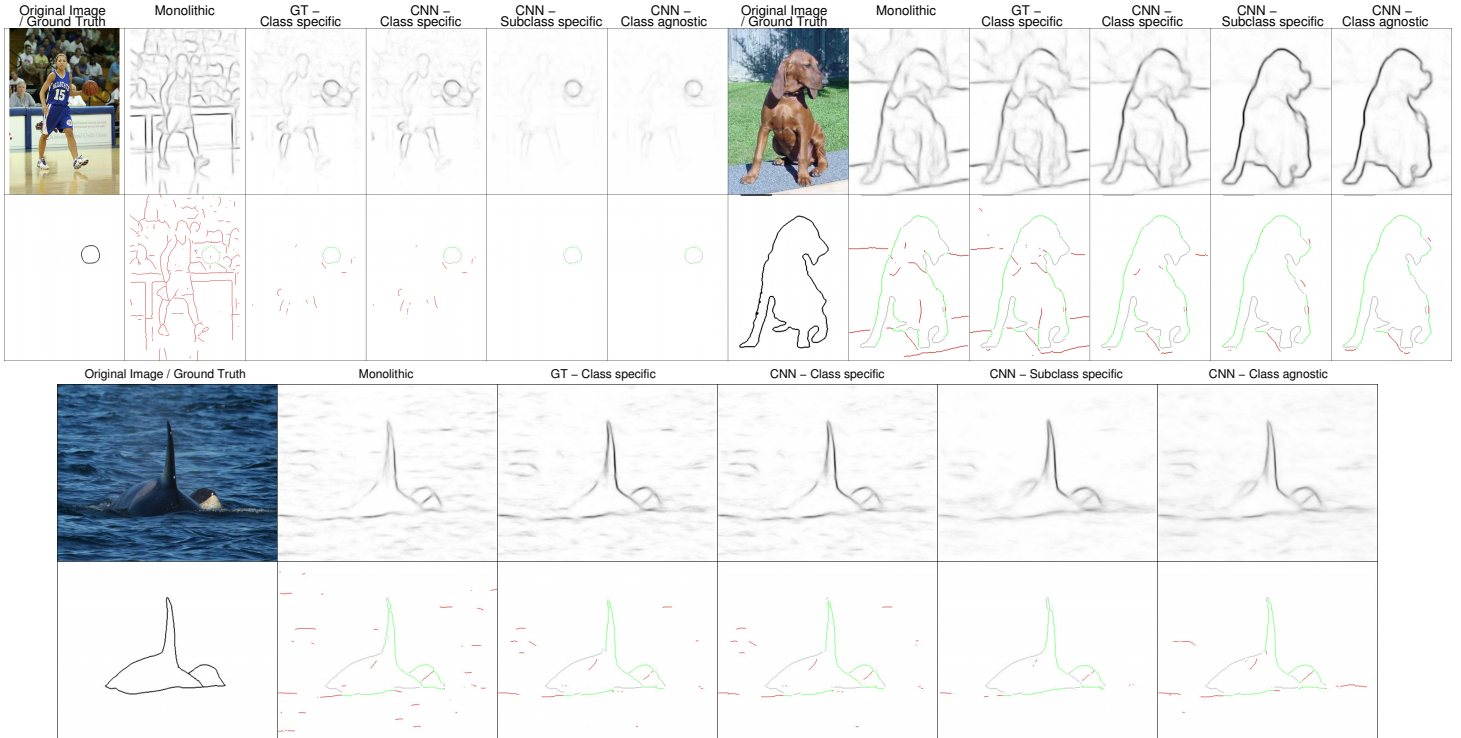 Original Image / Ground Truth
Monolithic
GT – Class specific
CNN – Class specific
CNN – Subclass specific
CNN – Class agnostic
Original Image / Ground Truth
Monolithic
GT – Class specific
CNN – Class specific
CNN – Subclass specific
CNN – Class agnostic
15
Original Image / Ground Truth
Monolithic
GT – Class specific
CNN – Class specific
CNN – Subclass specific
CNN – Class agnostic